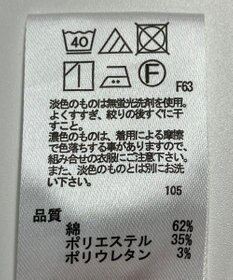 40
F
F63
淡色のものは無蛍光洗剤を使用。
よくすすぎ、絞りの後すぐに干
すこと。
濃色のものは、着用による摩擦
で色落ちする事がありますので、
組み合せの衣服にご注意下さい。
また、淡色のものとは別にお洗
い下さい。
105
品質
綿 62%
ポリエステル 35%
ポリウレタン 3%